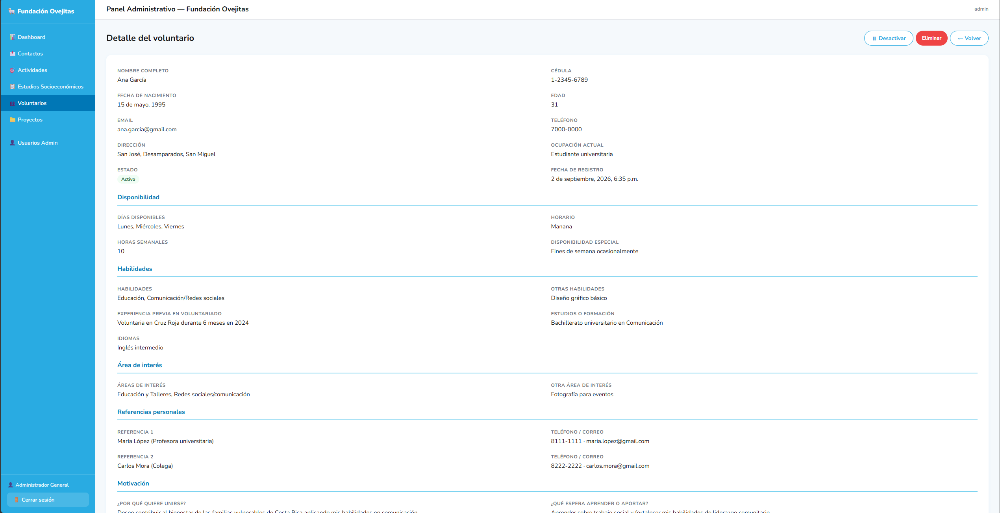 Fundación Ovejitas
Dashboard
Contactos
Actividades
Estudios Socioeconómicos
Voluntarios
Proyectos
Usuarios Admin
Administrador General
Cerrar sesión
Panel Administrativo — Fundación Ovejitas
admin
Detalle del voluntario
Desactivar
Eliminar
← Volver
NOMBRE COMPLETO
Ana García
CÉDULA
1-2345-6789
FECHA DE NACIMIENTO
15 de mayo, 1995
EDAD
31
EMAIL
ana.garcia@gmail.com
TELÉFONO
7000-0000
DIRECCIÓN
San José, Desamparados, San Miguel
OCUPACIÓN ACTUAL
Estudiante universitaria
ESTADO
Activo
FECHA DE REGISTRO
2 de septiembre, 2026, 6:35 p.m.
Disponibilidad
DÍAS DISPONIBLES
Lunes, Miércoles, Viernes
HORARIO
Manana
HORAS SEMANALES
10
DISPONIBILIDAD ESPECIAL
Fines de semana ocasionalmente
Habilidades
HABILIDADES
Educación, Comunicación/Redes sociales
OTRAS HABILIDADES
Diseño gráfico básico
EXPERIENCIA PREVIA EN VOLUNTARIADO
Voluntaria en Cruz Roja durante 6 meses en 2024
ESTUDIOS O FORMACIÓN
Bachillerato universitario en Comunicación
IDIOMAS
Inglés intermedio
Área de interés
ÁREAS DE INTERÉS
Educación y Talleres, Redes sociales/comunicación
OTRA ÁREA DE INTERÉS
Fotografía para eventos
Referencias personales
REFERENCIA 1
María López (Profesora universitaria)
TELÉFONO / CORREO
8111-1111 · maria.lopez@gmail.com
REFERENCIA 2
Carlos Mora (Colega)
TELÉFONO / CORREO
8222-2222 · carlos.mora@gmail.com
Motivación
¿POR QUÉ QUIERE UNIRSE?
Deseo contribuir al bienestar de las familias vulnerables de Costa Rica aplicando mis habilidades en comunicación.
¿QUÉ ESPERA APRENDER O APORTAR?
Aprender sobre trabajo social y fortalecer mis habilidades de liderazgo comunitario.